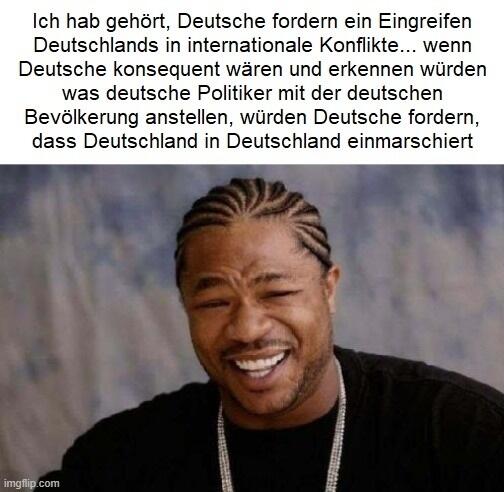 Ich hab gehört, Deutsche fordern ein Eingreifen
Deutschlands in internationale Konflikte... wenn
Deutsche konsequent wären und erkennen würden
was deutsche Politiker mit der deutschen
Bevölkerung anstellen, würden Deutsche fordern,
dass Deutschland in Deutschland einmarschiert
imgflip.com